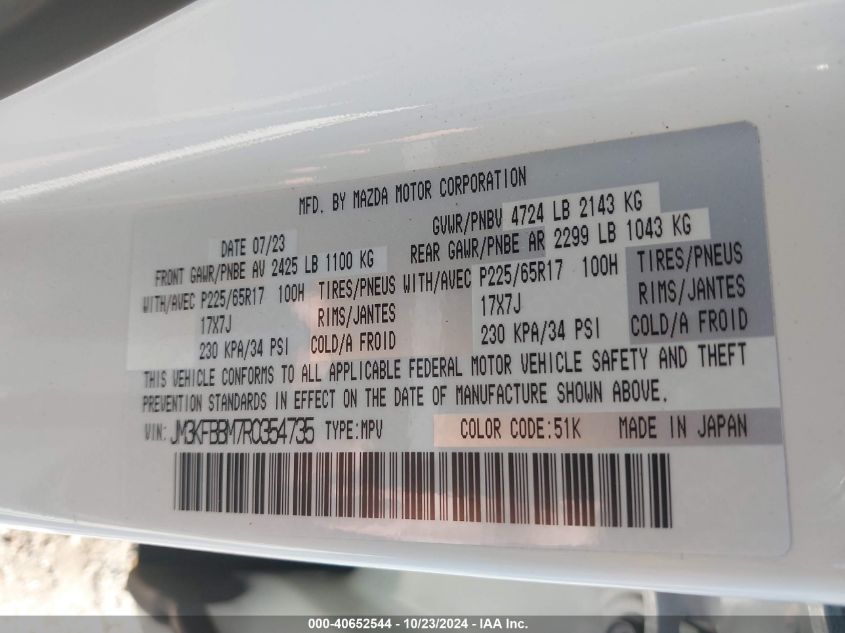 MFD. BY MAZDA MOTOR CORPORATION
DATE 07/23 GVWR/PNBV 4724 LB 2143 KG
FRONT GAWR/PNBE AV 2425 LB 1100 KG REAR GAWR/PNBE AR 2299 LB 1043 KG
WITH/AVEC P225/65R17 100H TIRES/PNEUS WITH/AVEC P225/65R17 100H TIRES/PNEUS
17X7J RIMS/JANTES 17X7J RIMS/JANTES
230 KPA/34 PSI COLD/A FROID 230 KPA/34 PSI COLD/A FROID
THIS VEHICLE CONFORMS TO ALL APPLICABLE FEDERAL MOTOR VEHICLE SAFETY AND THEFT
PREVENTION STANDARDS IN EFFECT ON THE DATE OF MANUFACTURE SHOWN ABOVE.
VIN: JM3KFBBM7R0354735 TYPE:MPV COLOR CODE:51K MADE IN JAPAN
000-40652544 - 10/23/2024 - IAA Inc.